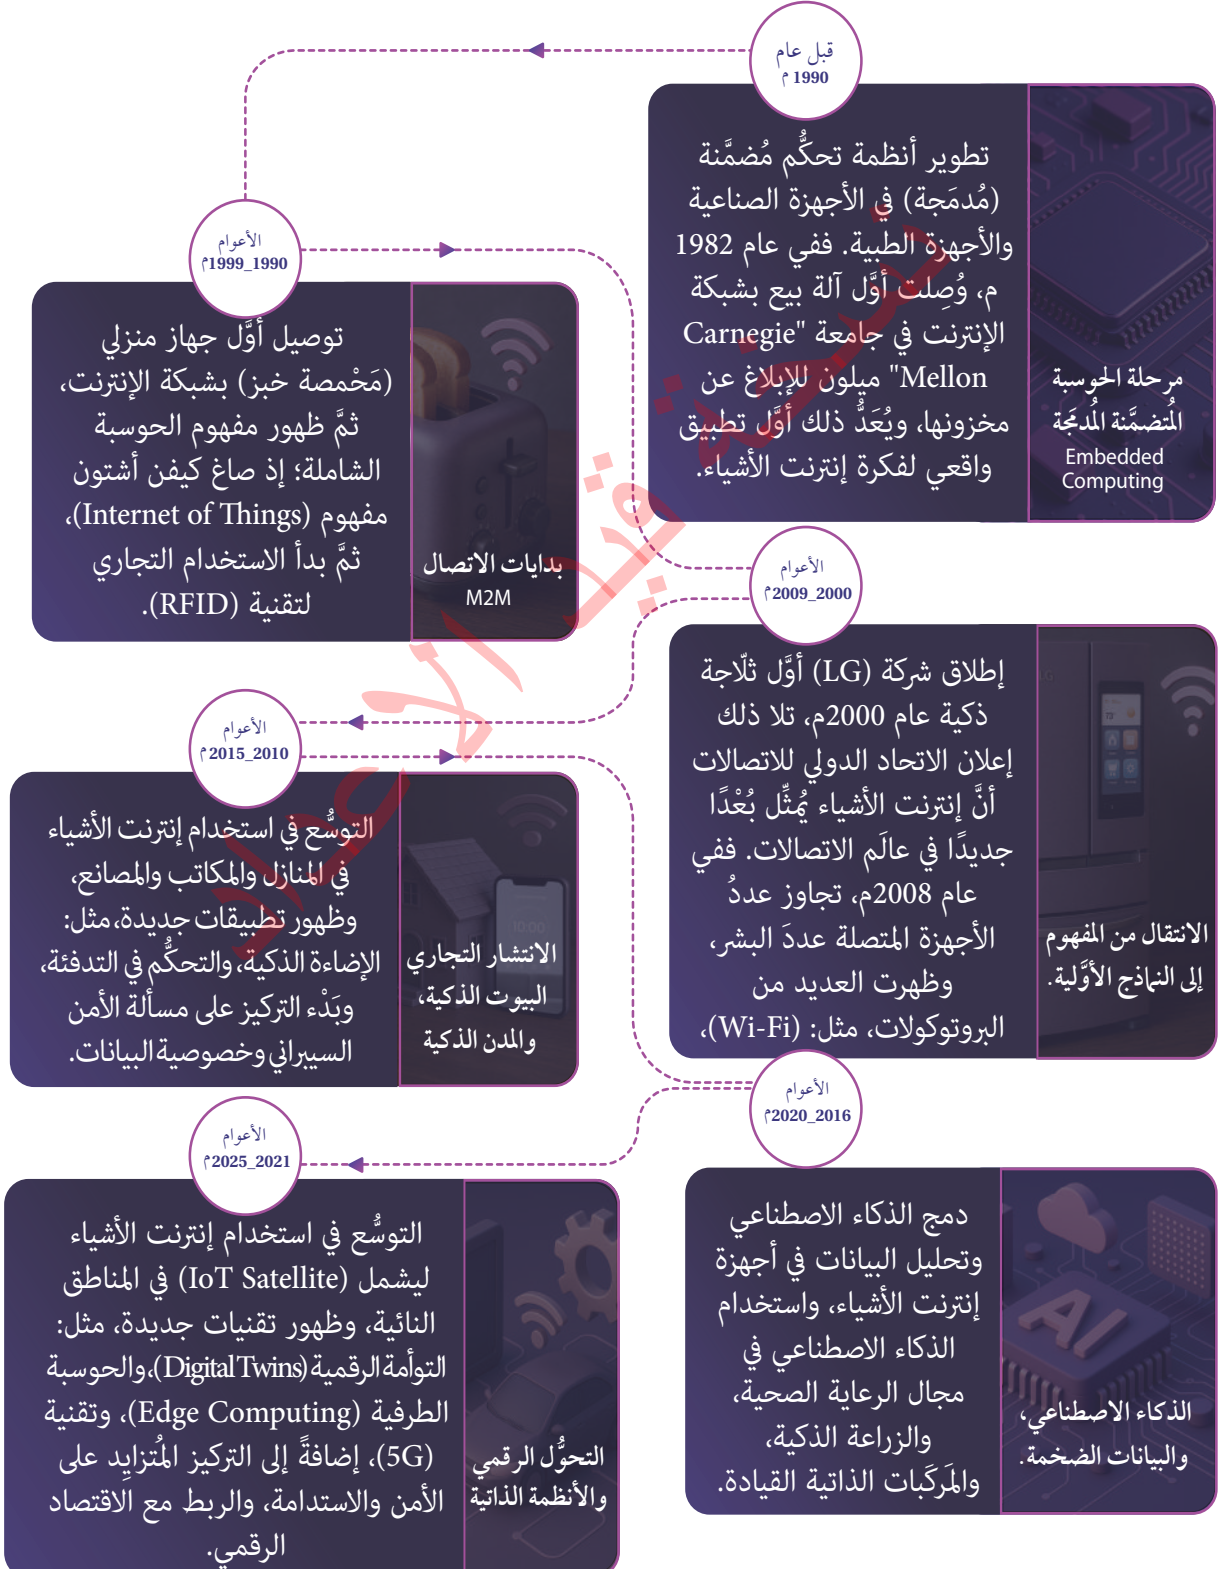 قبل عام
1990 م
تطوير أنظمة تحكُّم مُضمَّنة
(مُدمَجة) في الأجهزة الصناعية
والأجهزة الطبية. ففي عام 1982
م، وُصِلت أوَّل آلة بيع بشبكة
الإنترنت في جامعة "Carnegie
Mellon" ميلون للإبلاغ عن
مخزونها، ويُعَدُّ ذلك أوَّل تطبيق
واقعي لفكرة إنترنت الأشياء.
مرحلة الحوسبة
المُتضمَّنة المُدمَجة
Embedded
Computing
الأعوام
1990_1999م
توصيل أوَّل جهاز منزلي
(مَحْمصة خبز) بشبكة الإنترنت،
ثمَّ ظهور مفهوم الحوسبة
الشاملة؛ إذ صاغ كيفن أشتون
مفهوم (Internet of Things)،
ثمَّ بدأ الاستخدام التجاري
لتقنية (RFID).
بدايات الاتصال
M2M
الأعوام
2000_2009م
إطلاق شركة (LG) أوَّل ثلّاجة
ذكية عام 2000م، تلا ذلك
إعلان الاتحاد الدولي للاتصالات
أنَّ إنترنت الأشياء يُمثِّل بُعْدًا
جديدًا في عالَم الاتصالات. ففي
عام 2008م، تجاوز عددُ
الأجهزة المتصلة عددَ البشر،
وظهرت العديد من
البروتوكولات، مثل: (Wi-Fi)،
الانتقال من المفهوم
إلى النماذج الأوَّلية.
الأعوام
2010_2015 م
التوسُّع في استخدام إنترنت الأشياء
في المنازل والمكاتب والمصانع،
وظهور تطبيقات جديدة، مثل:
الإضاءة الذكية، والتحكُّم في التدفئة،
وبَدْء التركيز على مسألة الأمن
السيبراني وخصوصية البيانات.
10:00
الانتشار التجاري
البيوت الذكية،
والمدن الذكية
الأعوام
2016_2020م
دمج الذكاء الاصطناعي
وتحليل البيانات في أجهزة
إنترنت الأشياء، واستخدام
الذكاء الاصطناعي في
مجال الرعاية الصحية،
والزراعة الذكية،
والمَركَبات الذاتية القيادة.
AI
الذكاء الاصطناعي،
والبيانات الضخمة.
الأعوام
2021_2025م
التوسُّع في استخدام إنترنت الأشياء
ليشمل (IoT Satellite) في المناطق
النائية، وظهور تقنيات جديدة، مثل:
التوأمة الرقمية (Digital Twins)، والحوسبة
الطرفية (Edge Computing)، وتقنية
(5G)، إضافةً إلى التركيز المُتزايِد على
الأمن والاستدامة، والربط مع الاقتصاد
الرقمي.
التحوُّل الرقمي
والأنظمة الذاتية
نسخة قيد الإعداد